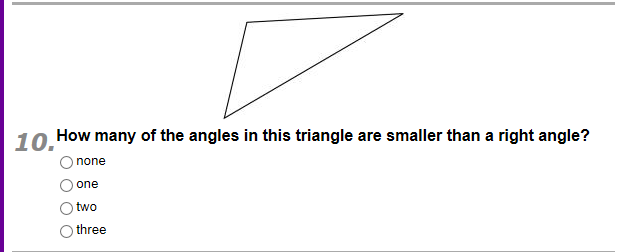 10. How many of the angles in this triangle are smaller than a right angle?
none
one
two
three